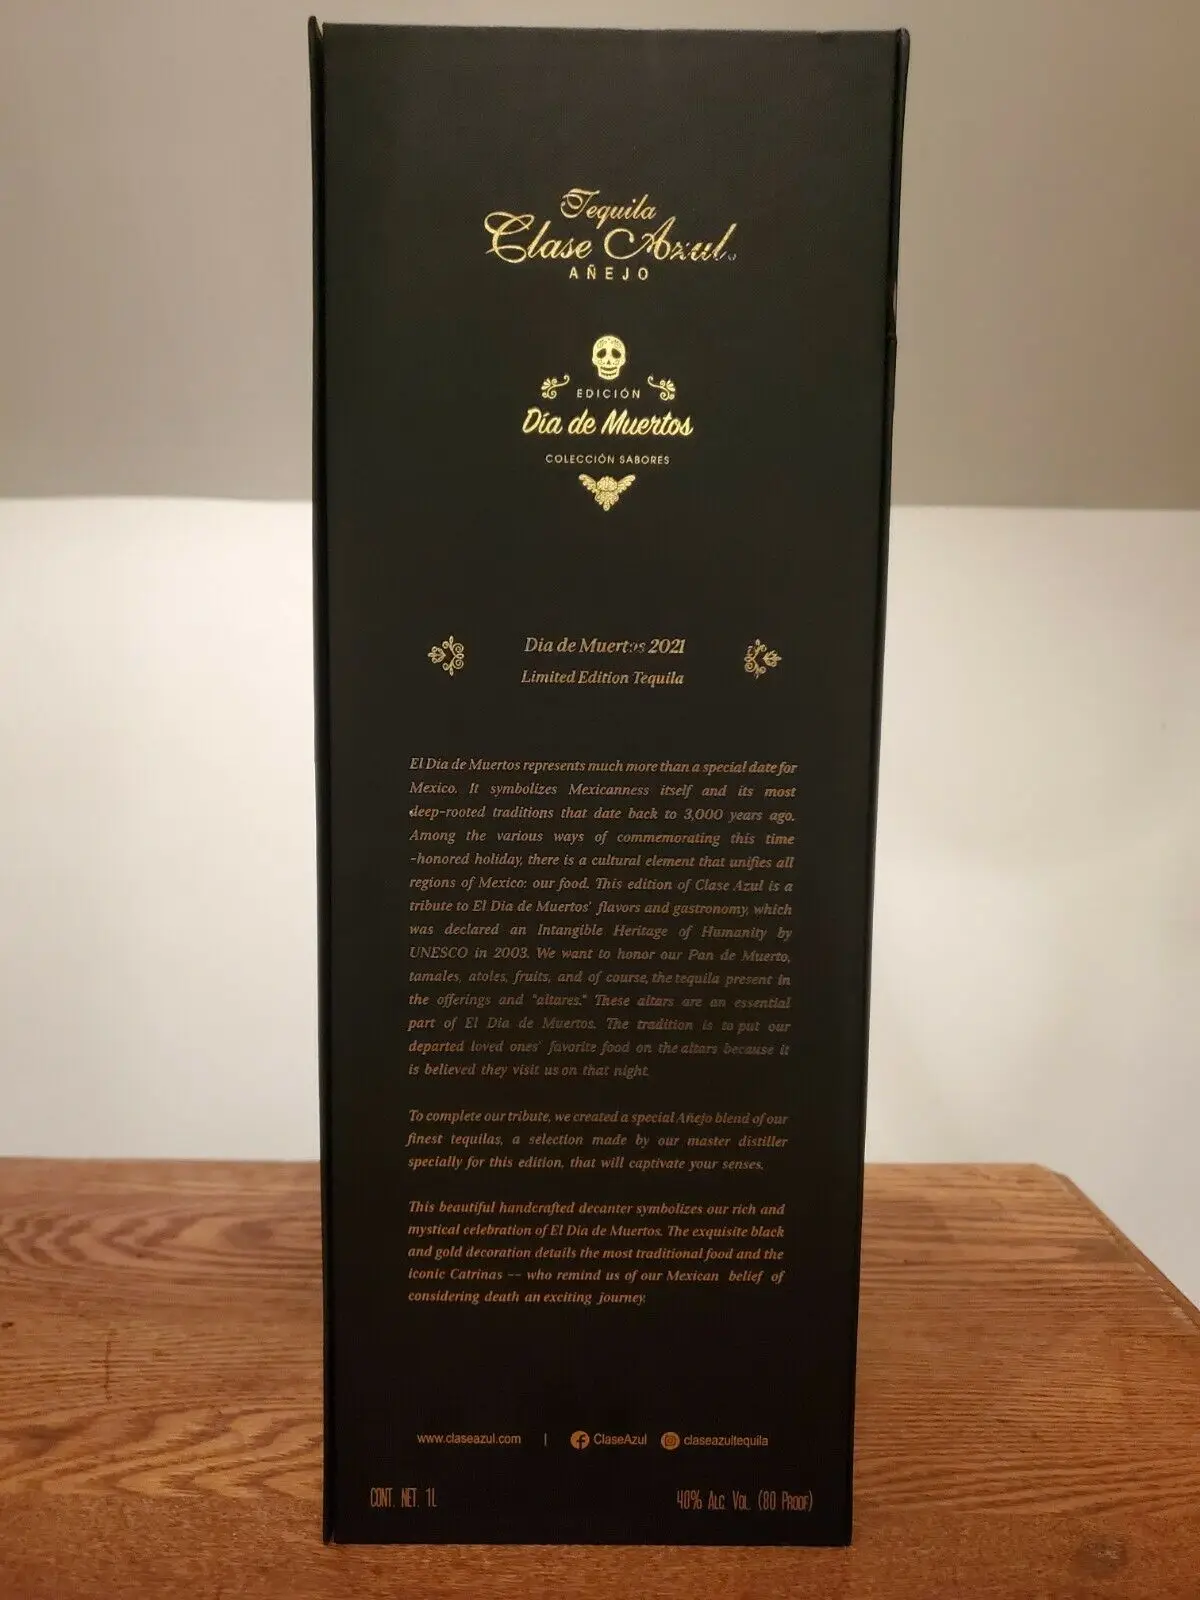 Tequila
Clase Azul
AÑEJO
EDICIÓN
Día de Muertos
COLECCIÓN SABORES
Dia de Muertos 2021
Limited Edition Tequila
El Dia de Muertos represents much more than a special date for
Mexico. It symbolizes Mexicanness itself and its most
deep-rooted traditions that date back to 3,000 years ago.
Among the various ways of commemorating this time
-honored holiday, there is a cultural element that unifies all
regions of Mexico: our food. This edition of Clase Azul is a
tribute to El Dia de Muertos' flavors and gastronomy, which
was declared an Intangible Heritage of Humanity by
UNESCO in 2003. We want to honor our Pan de Muerto,
tamales, atoles, fruits, and of course, the tequila present in
the offerings and "altares." These altars are an essential
part of El Dia de Muertos. The tradition is to put our
departed loved ones' favorite food on the altars because it
is believed they visit us on that night.
To complete our tribute, we created a special Añejo blend of our
finest tequilas, a selection made by our master distiller
specially for this edition, that will captivate your senses.
This beautiful handcrafted decanter symbolizes our rich and
mystical celebration of El Dia de Muertos. The exquisite black
and gold decoration details the most traditional food and the
iconic Catrinas -- who remind us of our Mexican belief of
considering death an exciting journey.
www.claseazul.com | ClaseAzul claseazultequila
CONT. NET. 1L 40% Alc. Vol. (80 Proof)